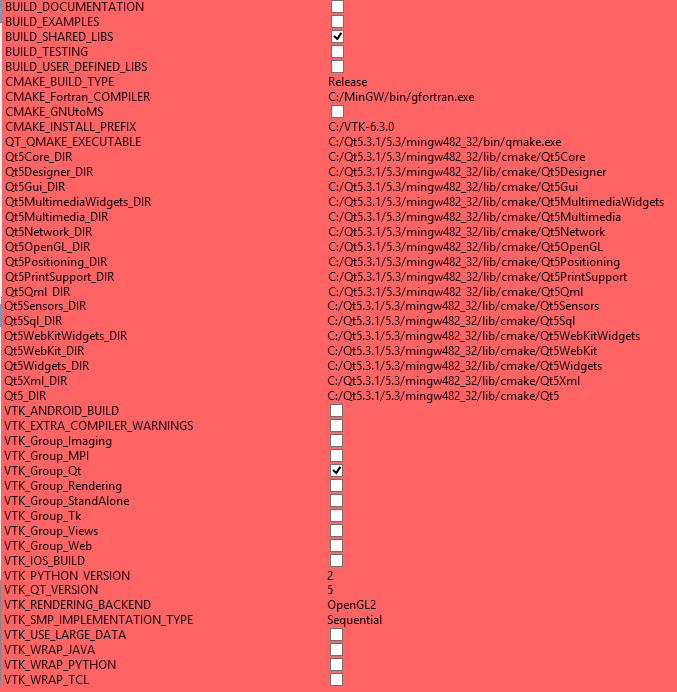 BUILD_DOCUMENTATION
BUILD_EXAMPLES
BUILD_SHARED_LIBS
BUILD_TESTING
BUILD_USER_DEFINED_LIBS
CMAKE_BUILD_TYPE Release
CMAKE_Fortran_COMPILER C:/MinGW/bin/gfortran.exe
CMAKE_GNUtoMS
CMAKE_INSTALL_PREFIX C:/VTK-6.3.0
QT_QMAKE_EXECUTABLE C:/Qt5.3.1/5.3/mingw482_32/bin/qmake.exe
Qt5Core_DIR C:/Qt5.3.1/5.3/mingw482_32/lib/cmake/Qt5Core
Qt5Designer_DIR C:/Qt5.3.1/5.3/mingw482_32/lib/cmake/Qt5Designer
Qt5Gui_DIR C:/Qt5.3.1/5.3/mingw482_32/lib/cmake/Qt5Gui
Qt5MultimediaWidgets_DIR C:/Qt5.3.1/5.3/mingw482_32/lib/cmake/Qt5MultimediaWidgets
Qt5Multimedia_DIR C:/Qt5.3.1/5.3/mingw482_32/lib/cmake/Qt5Multimedia
Qt5Network_DIR C:/Qt5.3.1/5.3/mingw482_32/lib/cmake/Qt5Network
Qt5OpenGL_DIR C:/Qt5.3.1/5.3/mingw482_32/lib/cmake/Qt5OpenGL
Qt5Positioning_DIR C:/Qt5.3.1/5.3/mingw482_32/lib/cmake/Qt5Positioning
Qt5PrintSupport_DIR C:/Qt5.3.1/5.3/mingw482_32/lib/cmake/Qt5PrintSupport
Qt5Qml_DIR C:/Qt5.3.1/5.3/mingw482_32/lib/cmake/Qt5Qml
Qt5Sensors_DIR C:/Qt5.3.1/5.3/mingw482_32/lib/cmake/Qt5Sensors
Qt5Sql_DIR C:/Qt5.3.1/5.3/mingw482_32/lib/cmake/Qt5Sql
Qt5WebKitWidgets_DIR C:/Qt5.3.1/5.3/mingw482_32/lib/cmake/Qt5WebKitWidgets
Qt5WebKit_DIR C:/Qt5.3.1/5.3/mingw482_32/lib/cmake/Qt5WebKit
Qt5Widgets_DIR C:/Qt5.3.1/5.3/mingw482_32/lib/cmake/Qt5Widgets
Qt5Xml_DIR C:/Qt5.3.1/5.3/mingw482_32/lib/cmake/Qt5Xml
Qt5_DIR C:/Qt5.3.1/5.3/mingw482_32/lib/cmake/Qt5
VTK_ANDROID_BUILD
VTK_EXTRA_COMPILER_WARNINGS
VTK_Group_Imaging
VTK_Group_MPI
VTK_Group_Qt
VTK_Group_Rendering
VTK_Group_StandAlone
VTK_Group_Tk
VTK_Group_Views
VTK_Group_Web
VTK_IOS_BUILD
VTK_PYTHON_VERSION 2
VTK_QT_VERSION 5
VTK_RENDERING_BACKEND OpenGL2
VTK_SMP_IMPLEMENTATION_TYPE Sequential
VTK_USE_LARGE_DATA
VTK_WRAP_JAVA
VTK_WRAP_PYTHON
VTK_WRAP_TCL